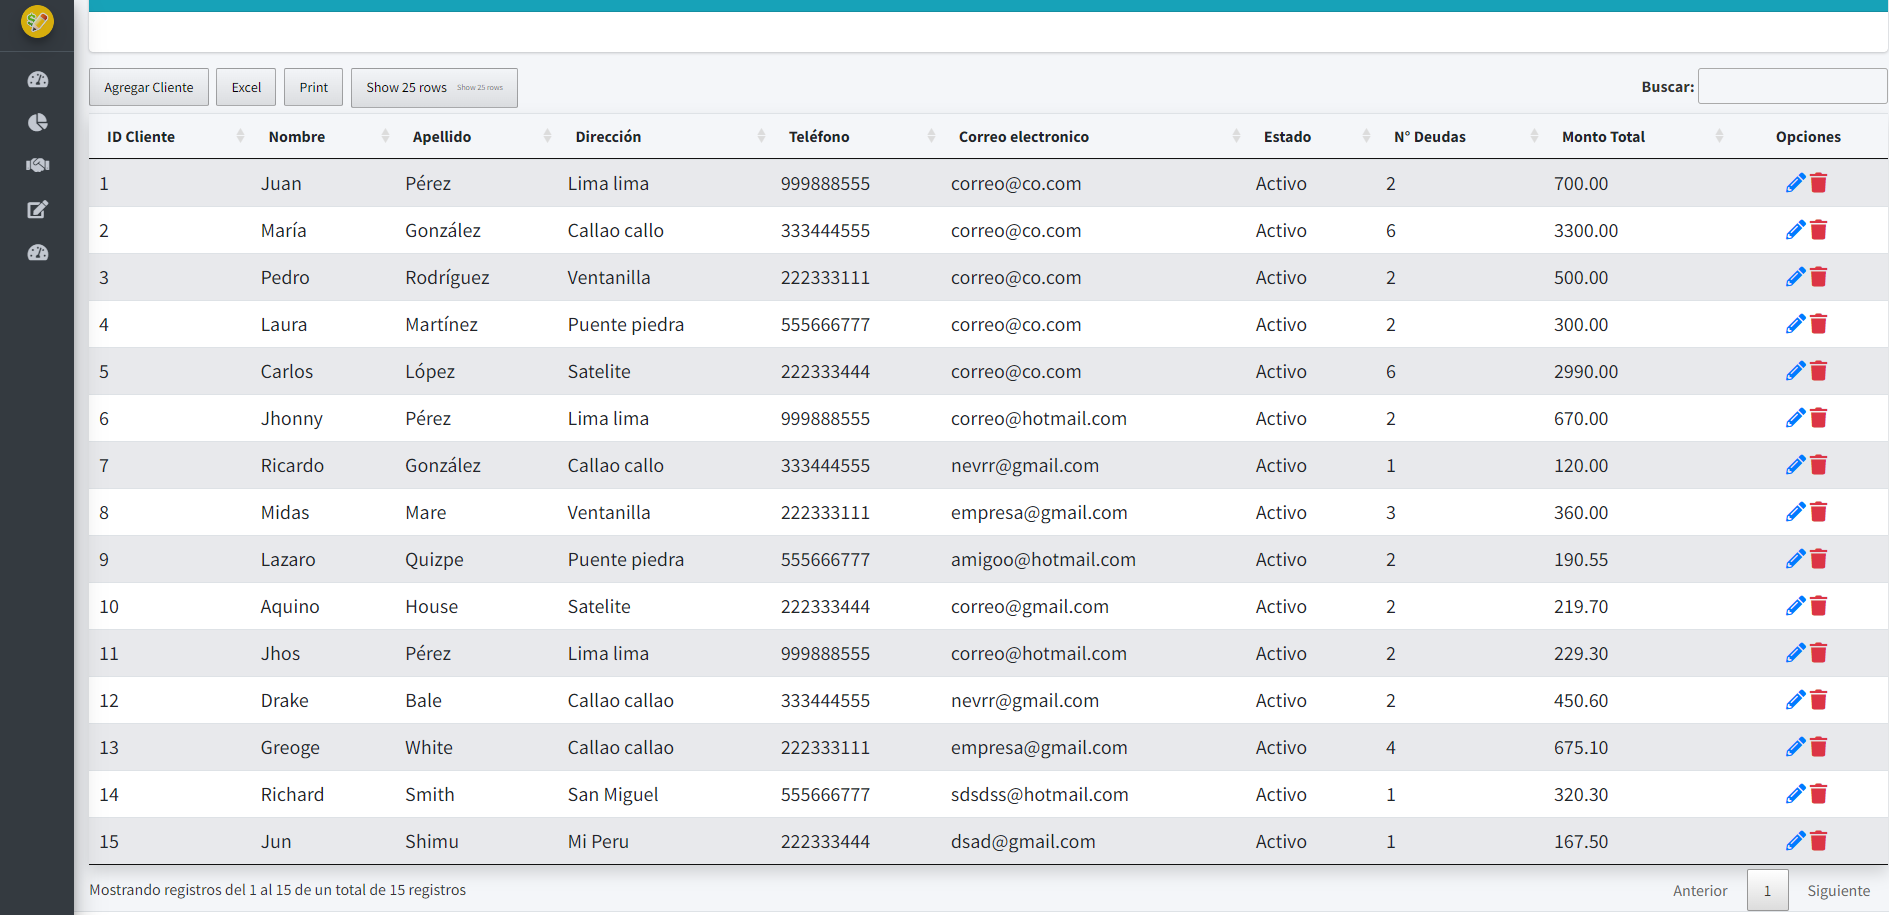 Agregar Cliente Excel Print Show 25 rows Show 25 rows Buscar:
ID Cliente Nombre Apellido Dirección Teléfono Correo electronico Estado N° Deudas Monto Total Opciones
1 Juan Pérez Lima lima 999888555 correo@co.com Activo 2 700.00
2 María González Callao callo 333444555 correo@co.com Activo 6 3300.00
3 Pedro Rodríguez Ventanilla 222333111 correo@co.com Activo 2 500.00
4 Laura Martínez Puente piedra 555666777 correo@co.com Activo 2 300.00
5 Carlos López Satelite 222333444 correo@co.com Activo 6 2990.00
6 Jhonny Pérez Lima lima 999888555 correo@hotmail.com Activo 2 670.00
7 Ricardo González Callao callo 333444555 nevrr@gmail.com Activo 1 120.00
8 Midas Mare Ventanilla 222333111 empresa@gmail.com Activo 3 360.00
9 Lazaro Quizpe Puente piedra 555666777 amigoo@hotmail.com Activo 2 190.55
10 Aquino House Satelite 222333444 correo@gmail.com Activo 2 219.70
11 Jhos Pérez Lima lima 999888555 correo@hotmail.com Activo 2 229.30
12 Drake Bale Callao callao 333444555 nevrr@gmail.com Activo 2 450.60
13 Greoge White Callao callao 222333111 empresa@gmail.com Activo 4 675.10
14 Richard Smith San Miguel 555666777 sdsdss@hotmail.com Activo 1 320.30
15 Jun Shimu Mi Peru 222333444 dsad@gmail.com Activo 1 167.50
Mostrando registros del 1 al 15 de un total de 15 registros Anterior 1 Siguiente